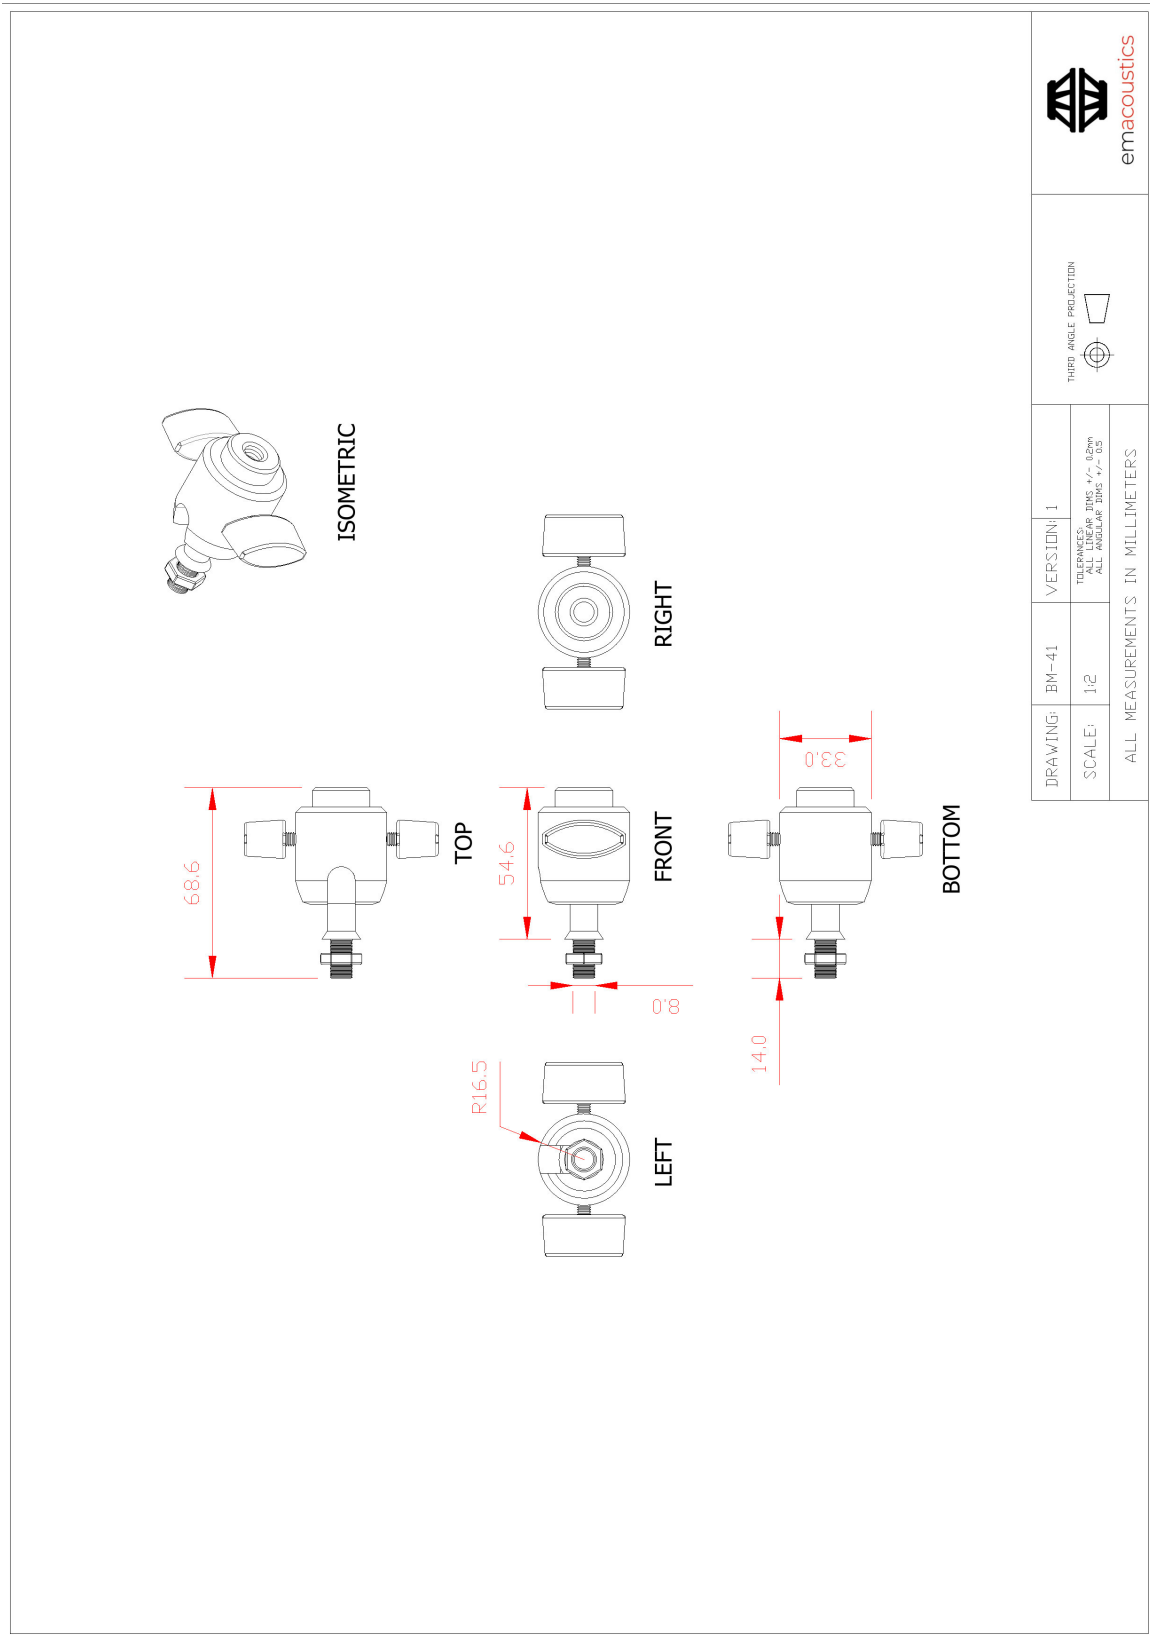 ISOMETRIC
68.6
TOP
54.6
8.0
FRONT
33.0
14.0
BOTTOM
R16.5
LEFT
RIGHT
DRAWING: BM-41
VERSION: 1
SCALE: 1:2
TOLERANCES:
ALL LINEAR DIMS +/- 0.2mm
ALL ANGULAR DIMS +/- 0.5
ALL MEASUREMENTS IN MILLIMETERS
THIRD ANGLE PROJECTION
emacoustics